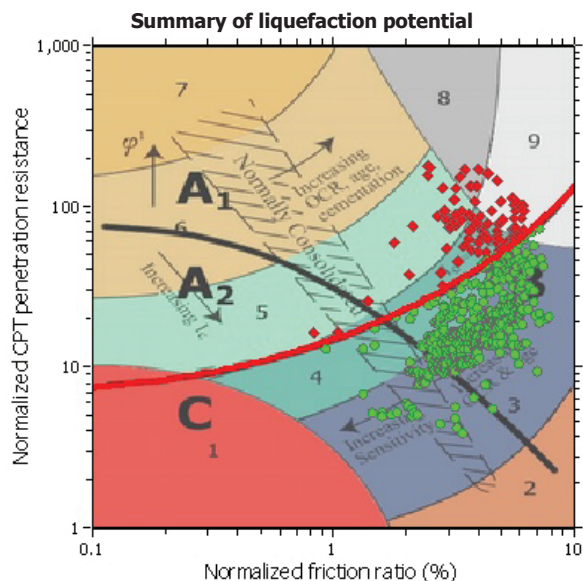 Summary of liquefaction potential
Normalized CPT penetration resistance
1,000
100
10
1
7
8
9
φ'
A1
Normally Consolidated
Increasing
OCR, age,
cementation
6
A2
Increasing Ic
5
4
C
1
Increasing
Sensitivity
3
2
0.1
1
10
Normalized friction ratio (%)